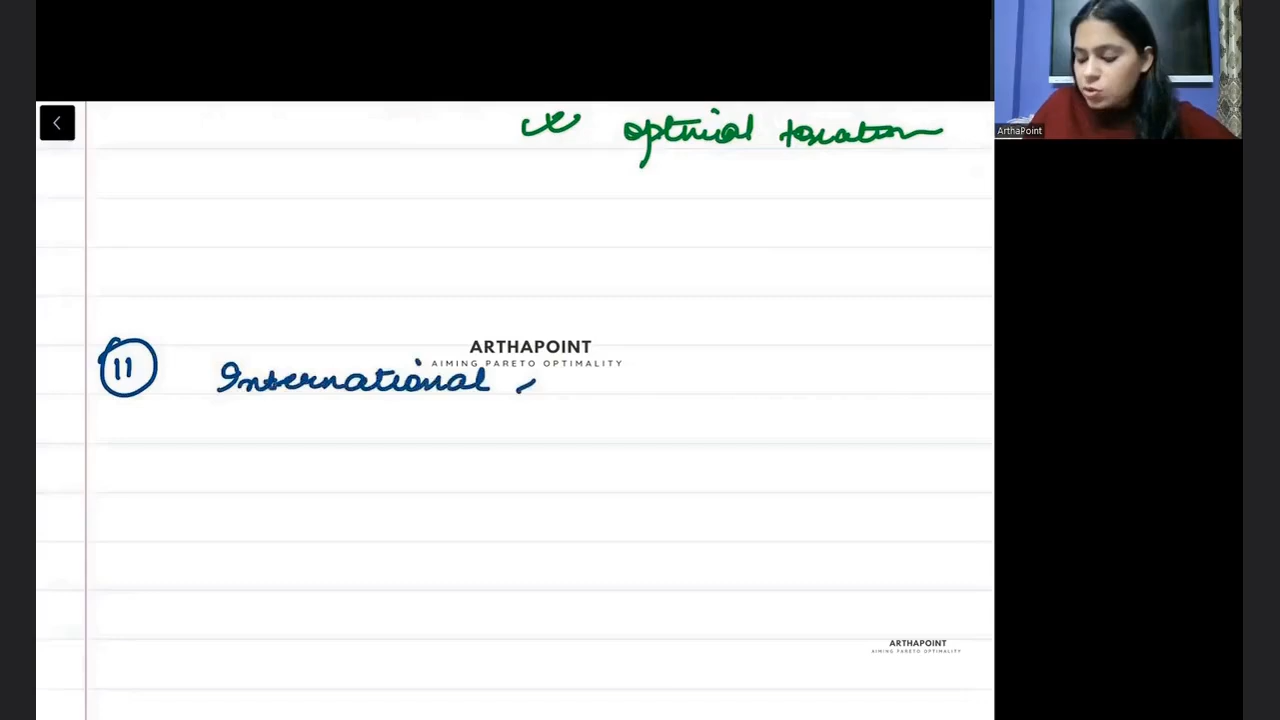 ArthaPoint
optimal taxation
ARTHAPOINT
AIMING PARETO OPTIMALITY
11 International
ARTHAPOINT
AIMING PARETO OPTIMALITY